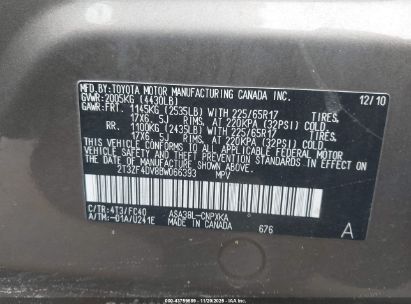 MFD.BY: TOYOTA MOTOR MANUFACTURING CANADA INC. 12/10
GVWR: 2005KG (4430LB)
GAWR: FRT. 1145KG (2535LB) WITH 225/65R17 TIRES,
17X6.5J RIMS, AT 220KPA (32PSI) COLD
RR. 1100KG (2435LB) WITH 225/65R17 TIRES,
17X6.5J RIMS, AT 220KPA (32PSI) COLD
THIS VEHICLE CONFORMS TO ALL APPLICABLE FEDERAL MOTOR
VEHICLE SAFETY AND THEFT PREVENTION STANDARDS IN EFFECT ON
THE DATE OF MANUFACTURE SHOWN ABOVE.
2T3ZF4DV8BW066393 MPV
C/TR: 4T3/FC40 ASA38L-CNPXKA
A/TM: -01A/U241E MADE IN CANADA 676 A